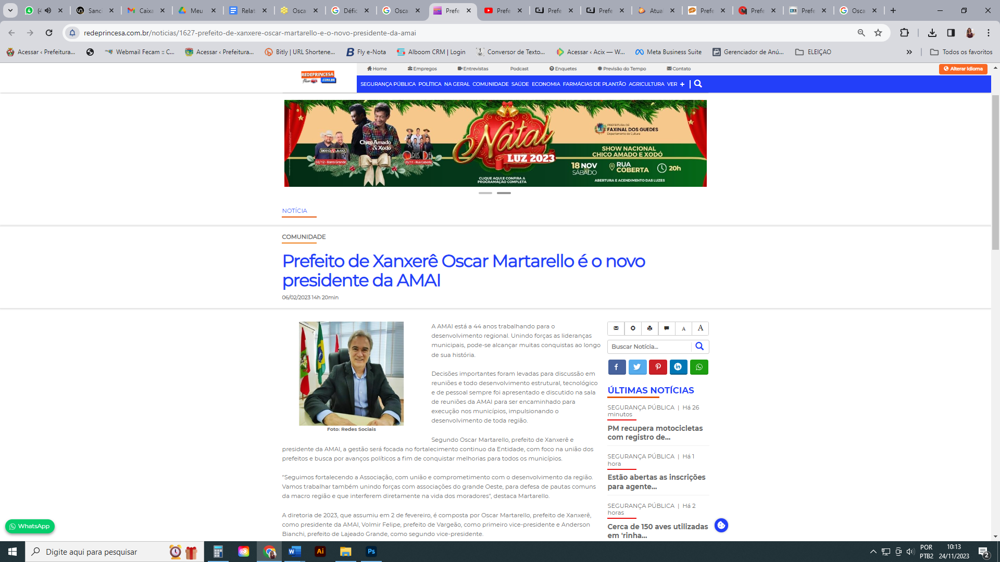 (4
Sanci
Caixa
Meu
Relat
Osca
Défic
Osca
Prefe
Prefe
Prefe
Prefe
Atua
Prefe
Prefe
Prefe
Osca
redeprincesa.com.br/noticias/1627-prefeito-de-xanxere-oscar-martarello-e-o-novo-presidente-da-amai
Acessar ‹ Prefeitura...
Webmail Fecam :: C...
Acessar ‹ Prefeitura...
Bitly | URL Shortene...
Fly e-Nota
Alboom CRM | Login
Conversor de Texto...
Acessar ‹ Acix — W...
Meta Business Suite
Gerenciador de Anú...
ELEIÇAO
Todos os favoritos
REDEPRINCESA
.COM.BR
Home
Empregos
Entrevistas
Podcast
Enquetes
Previsão do Tempo
Contato
Alterar Idioma
SEGURANÇA PÚBLICA POLÍTICA NA GERAL COMUNIDADE SAÚDE ECONOMIA FARMÁCIAS DE PLANTÃO AGRICULTURA VER +
PREFEITURA DE
FAXINAL DOS GUEDES
Departamento de Cultura
Chico Amado
& Xodó
Beto & Julio
02/12 - Barra Grande
OPUS DEI
25/11 - Rua Coberta
Natal
LUZ 2023
SHOW NACIONAL
CHICO AMADO E XODÓ
18 NOV
SÁBADO
RUA
COBERTA
20h
CLIQUE AQUI E CONFIRA A
PROGRAMAÇÃO COMPLETA
ABERTURA E ACENDIMENTO DAS LUZES
NOTÍCIA
COMUNIDADE
Prefeito de Xanxerê Oscar Martarello é o novo
presidente da AMAI
06/02/2023 14h 20min
Foto: Redes Sociais
A AMAI está a 44 anos trabalhando para o
desenvolvimento regional. Unindo forças as lideranças
municipais, pode-se alcançar muitas conquistas ao longo
de sua história.
Decisões importantes foram levadas para discussão em
reuniões e todo desenvolvimento estrutural, tecnológico
e de pessoal sempre foi apresentado e discutido na sala
de reuniões da AMAI para ser encaminhado para
execução nos municípios, impulsionando o
desenvolvimento de toda região.
Segundo Oscar Martarello, prefeito de Xanxerê e
presidente da AMAI, a gestão será focada no fortalecimento continuo da Entidade, com foco na união dos
prefeitos e busca por avanços políticos a fim de conquistar melhorias para todos os municípios.
"Seguimos fortalecendo a Associação, com união e comprometimento com o desenvolvimento da região.
Vamos trabalhar também unindo forças com associações do grande Oeste, para defesa de pautas comuns
da macro região e que interferem diretamente na vida dos moradores", destaca Martarello.
A diretoria de 2023, que assumiu em 2 de fevereiro, é composta por Oscar Martarello, prefeito de Xanxerê,
como presidente da AMAI, Volmir Felipe, prefeito de Vargeão, como primeiro vice-presidente e Anderson
Bianchi, prefeito de Lajeado Grande, como segundo vice-presidente.
A
A
Buscar Notícia...
ÚLTIMAS NOTÍCIAS
SEGURANÇA PÚBLICA | Há 26
minutos
PM recupera motocicletas
com registro de...
SEGURANÇA PÚBLICA | Há 1
hora
Estão abertas as inscrições
para agente...
SEGURANÇA PÚBLICA | Há 2
horas
Cerca de 150 aves utilizadas
em 'rinha...
WhatsApp
Digite aqui para pesquisar
W
Ai
Ps
POR
PTB2
10:13
24/11/2023
2